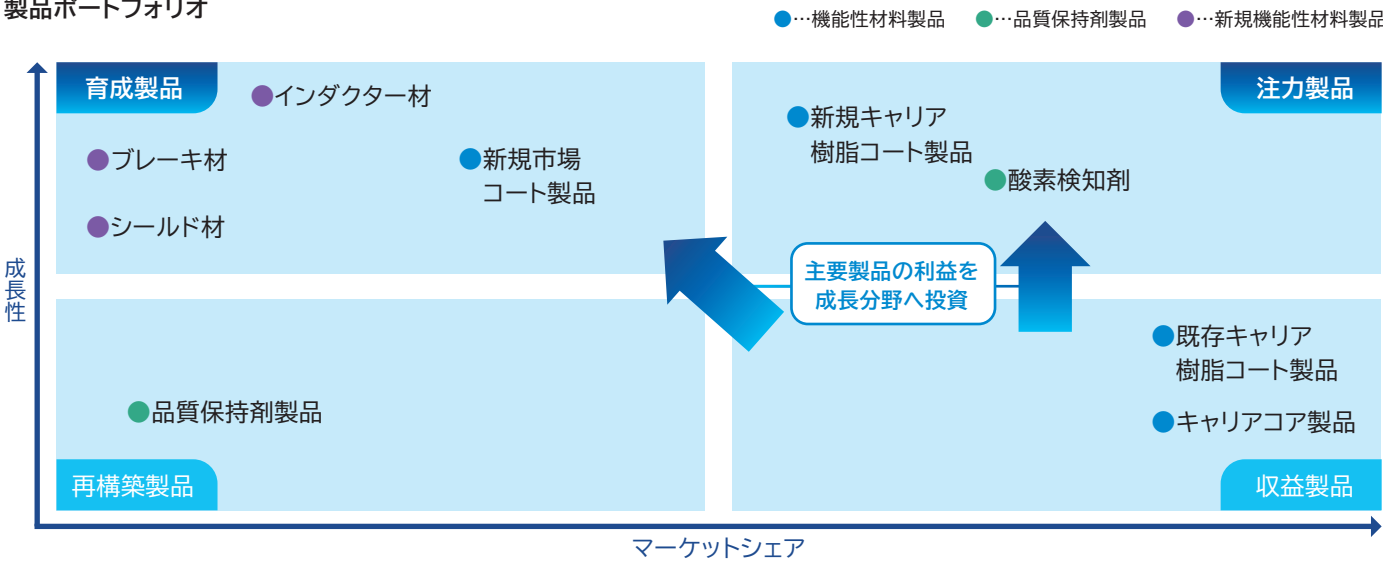 製品ポートフォリオ
●…機能性材料製品 ●…品質保持剤製品 ●…新規機能性材料製品
育成製品
●インダクター材
●ブレーキ材
●新規市場
コート製品
●シールド材
注力製品
●新規キャリア
樹脂コート製品
●酸素検知剤
主要製品の利益を
成長分野へ投資
成長性
●品質保持剤製品
再構築製品
●既存キャリア
樹脂コート製品
●キャリアコア製品
収益製品
マーケットシェア